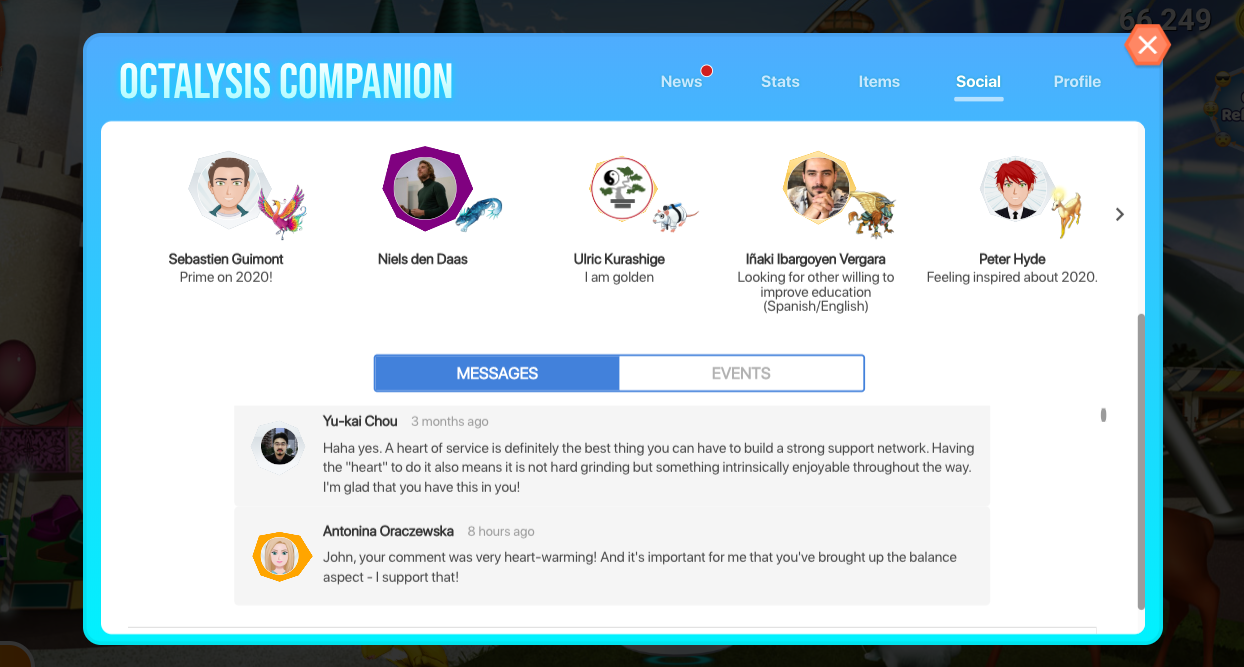 66,249
OCTALYSIS COMPANION
News
Stats
Items
Social
Profile
Sebastien Guimont
Prime on 2020!
Niels den Daas
Ulric Kurashige
I am golden
Iñaki Ibargoyen Vergara
Looking for other willing to
improve education
(Spanish/English)
Peter Hyde
Feeling inspired about 2020.
MESSAGES
EVENTS
Yu-kai Chou 3 months ago
Haha yes. A heart of service is definitely the best thing you can have to build a strong support network. Having
the "heart" to do it also means it is not hard grinding but something intrinsically enjoyable throughout the way.
I'm glad that you have this in you!
Antonina Oraczewska 8 hours ago
John, your comment was very heart-warming! And it's important for me that you've brought up the balance
aspect - I support that!